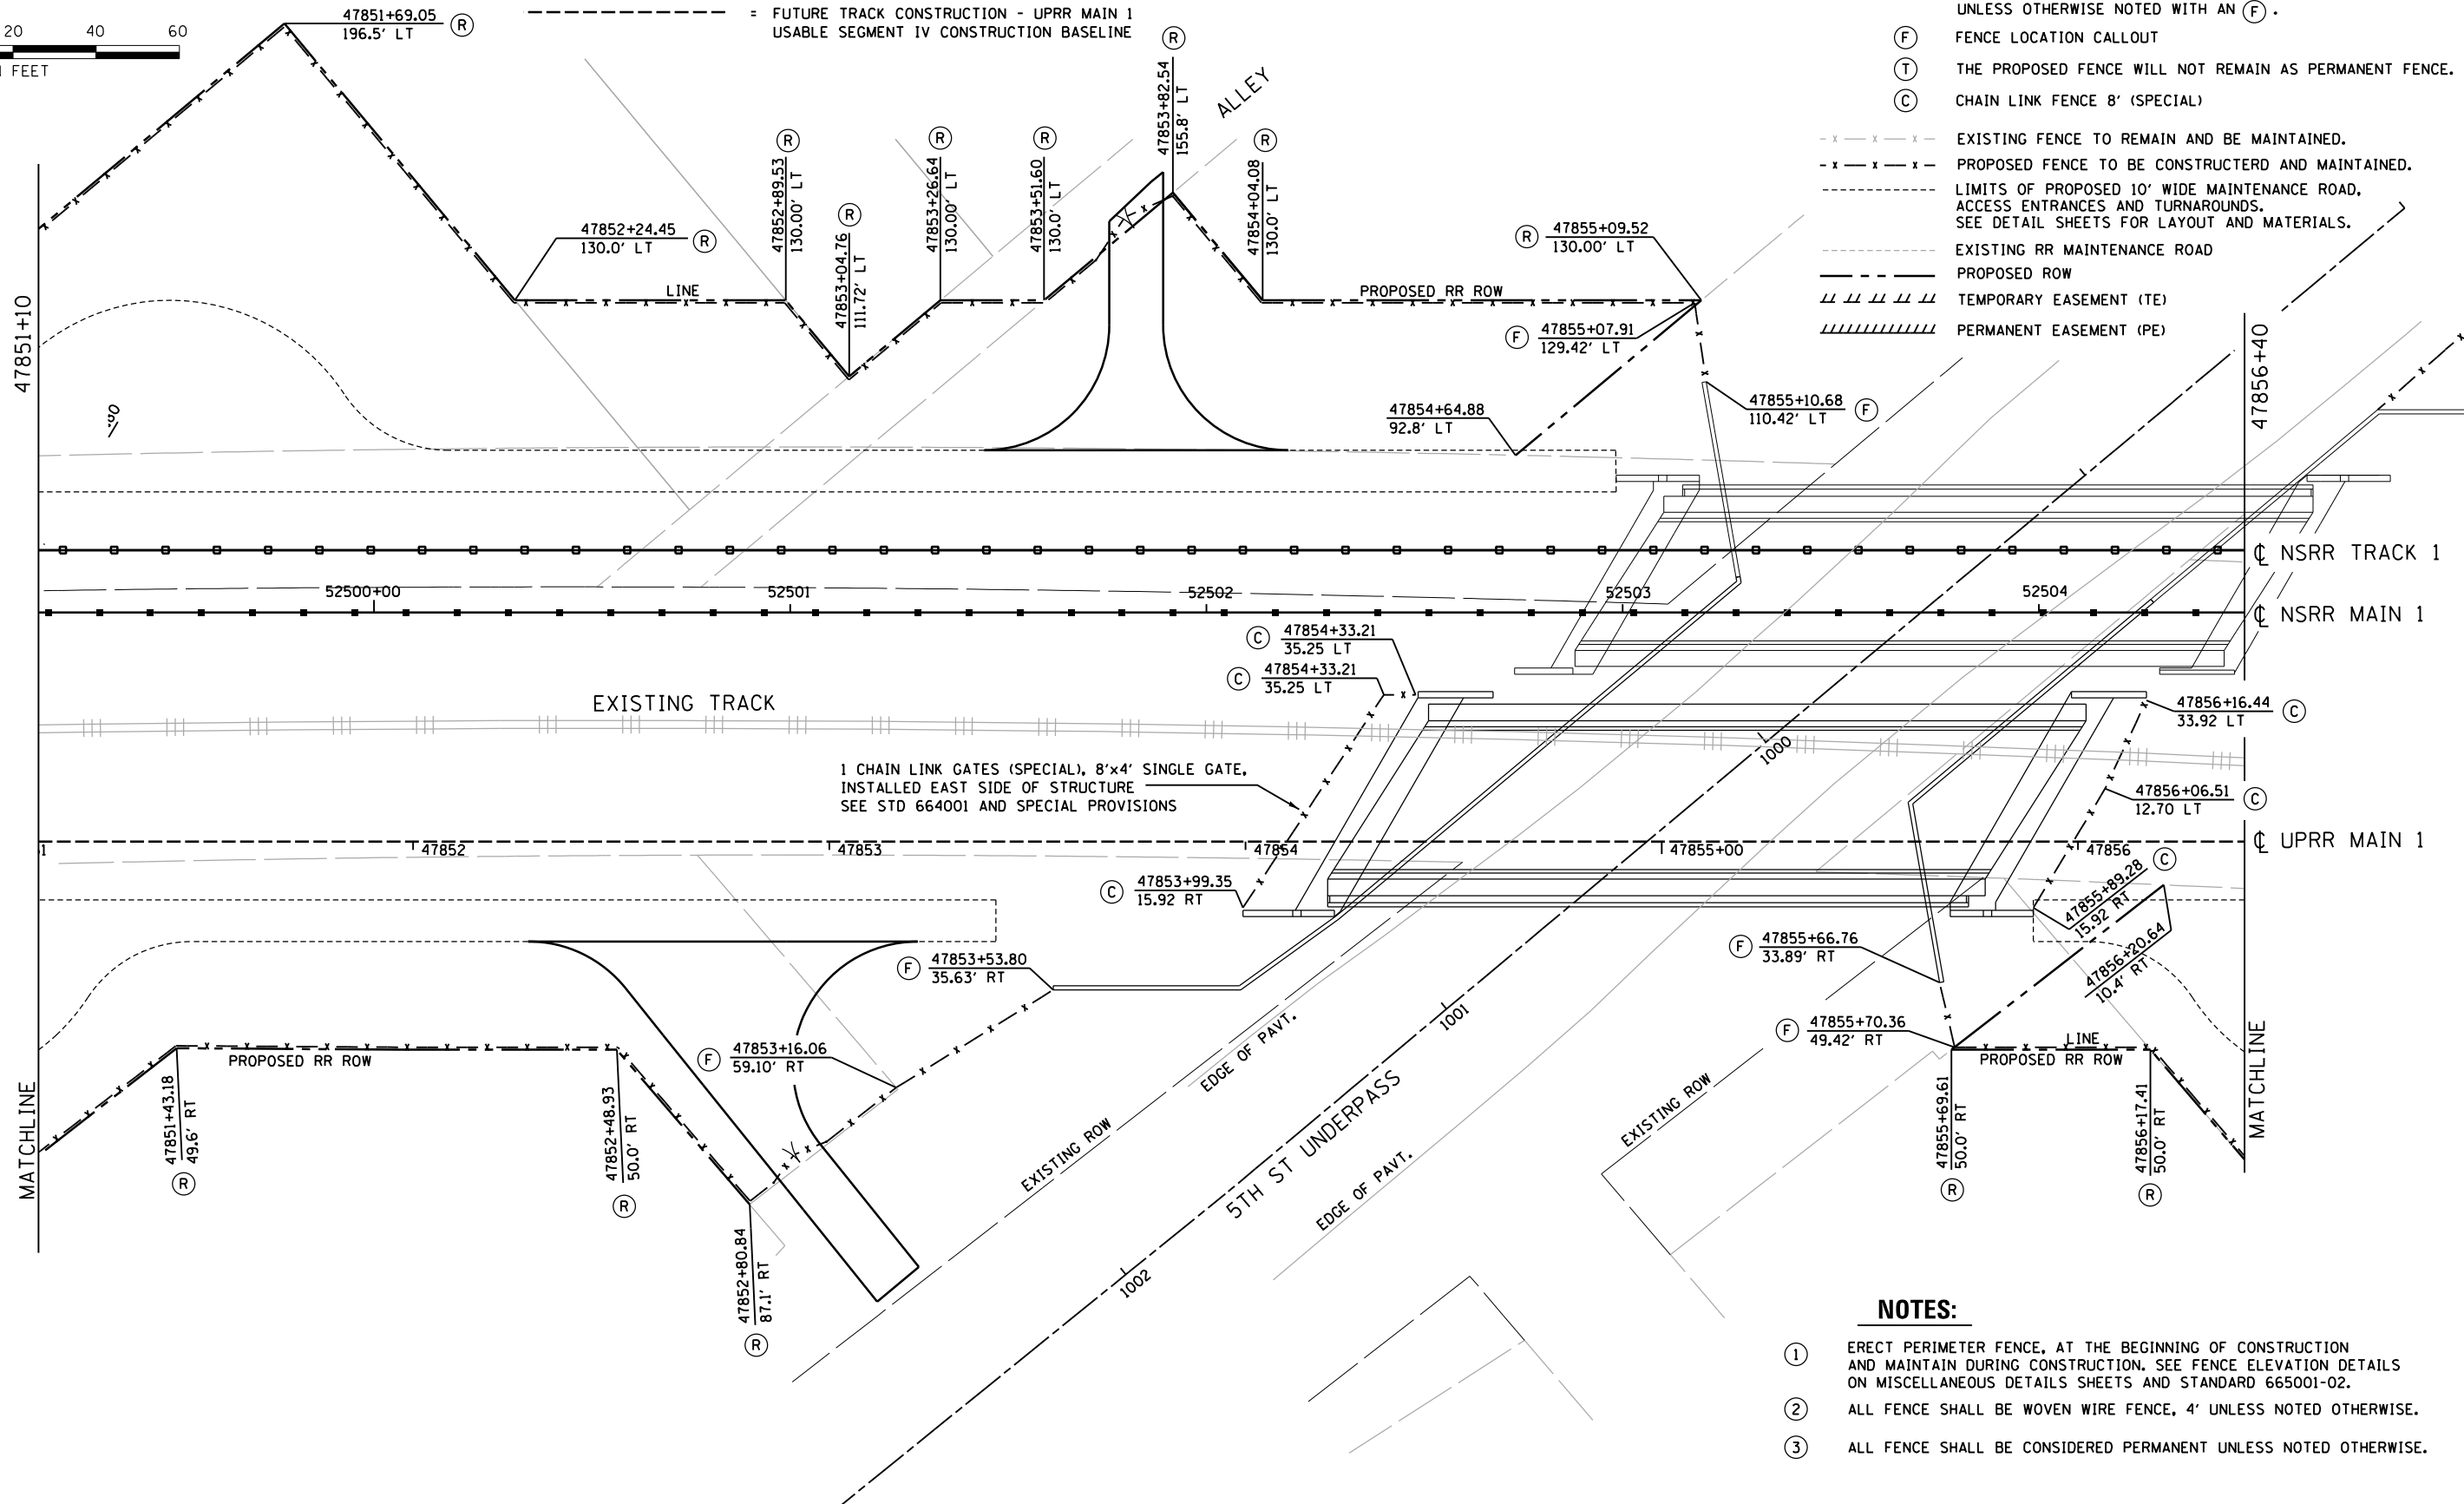 20 40 60
FEET
47851+69.05
196.5' LT
R
= FUTURE TRACK CONSTRUCTION - UPRR MAIN 1
USABLE SEGMENT IV CONSTRUCTION BASELINE
UNLESS OTHERWISE NOTED WITH AN F .
F FENCE LOCATION CALLOUT
T THE PROPOSED FENCE WILL NOT REMAIN AS PERMANENT FENCE.
C CHAIN LINK FENCE 8' (SPECIAL)
EXISTING FENCE TO REMAIN AND BE MAINTAINED.
PROPOSED FENCE TO BE CONSTRUCTERD AND MAINTAINED.
LIMITS OF PROPOSED 10' WIDE MAINTENANCE ROAD,
ACCESS ENTRANCES AND TURNAROUNDS.
SEE DETAIL SHEETS FOR LAYOUT AND MATERIALS.
EXISTING RR MAINTENANCE ROAD
PROPOSED ROW
TEMPORARY EASEMENT (TE)
PERMANENT EASEMENT (PE)
47851+10
47852+24.45
130.0' LT
R
LINE
R
47852+89.53
130.00' LT
R
47853+04.76
111.72' LT
R
47853+26.64
130.00' LT
R
47853+51.60
130.0' LT
R
47853+82.54
155.8' LT
ALLEY
R
47854+04.08
130.0' LT
PROPOSED RR ROW
R
47855+09.52
130.00' LT
F
47855+07.91
129.42' LT
47854+64.88
92.8' LT
47855+10.68
110.42' LT
F
47856+40
℄ NSRR TRACK 1
52500+00
52501
52502
52503
52504
℄ NSRR MAIN 1
EXISTING TRACK
C
47854+33.21
35.25 LT
C
47854+33.21
35.25 LT
47856+16.44
33.92 LT
C
1000
1 CHAIN LINK GATES (SPECIAL), 8'x4' SINGLE GATE,
INSTALLED EAST SIDE OF STRUCTURE
SEE STD 664001 AND SPECIAL PROVISIONS
47856+06.51
12.70 LT
C
47852
47853
47854
47855+00
47856
℄ UPRR MAIN 1
C
47853+99.35
15.92 RT
47855+89.28
15.92 RT
C
47856+20.64
10.4' RT
F
47853+53.80
35.63' RT
F
47855+66.76
33.89' RT
F
47855+70.36
49.42' RT
F
47853+16.06
59.10' RT
PROPOSED RR ROW
LINE
PROPOSED RR ROW
MATCHLINE
47851+43.18
49.6' RT
R
47852+48.93
50.0' RT
R
47852+80.84
87.1' RT
R
EXISTING ROW
EDGE OF PAVT.
5TH ST UNDERPASS
1001
1002
EDGE OF PAVT.
EXISTING ROW
47855+69.61
50.0' RT
R
47856+17.41
50.0' RT
R
MATCHLINE
NOTES:
1 ERECT PERIMETER FENCE, AT THE BEGINNING OF CONSTRUCTION
AND MAINTAIN DURING CONSTRUCTION. SEE FENCE ELEVATION DETAILS
ON MISCELLANEOUS DETAILS SHEETS AND STANDARD 665001-02.
2 ALL FENCE SHALL BE WOVEN WIRE FENCE, 4' UNLESS NOTED OTHERWISE.
3 ALL FENCE SHALL BE CONSIDERED PERMANENT UNLESS NOTED OTHERWISE.